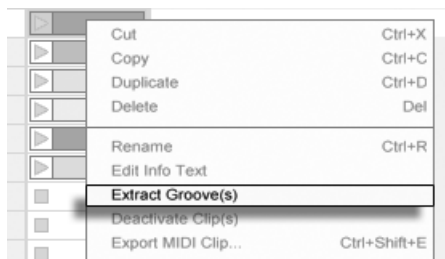 Cut Ctrl+X
Copy Ctrl+C
Duplicate Ctrl+D
Delete Del
Rename Ctrl+R
Edit Info Text
Extract Groove(s)
Deactivate Clip(s)
Export MIDI Clip... Ctrl+Shift+E